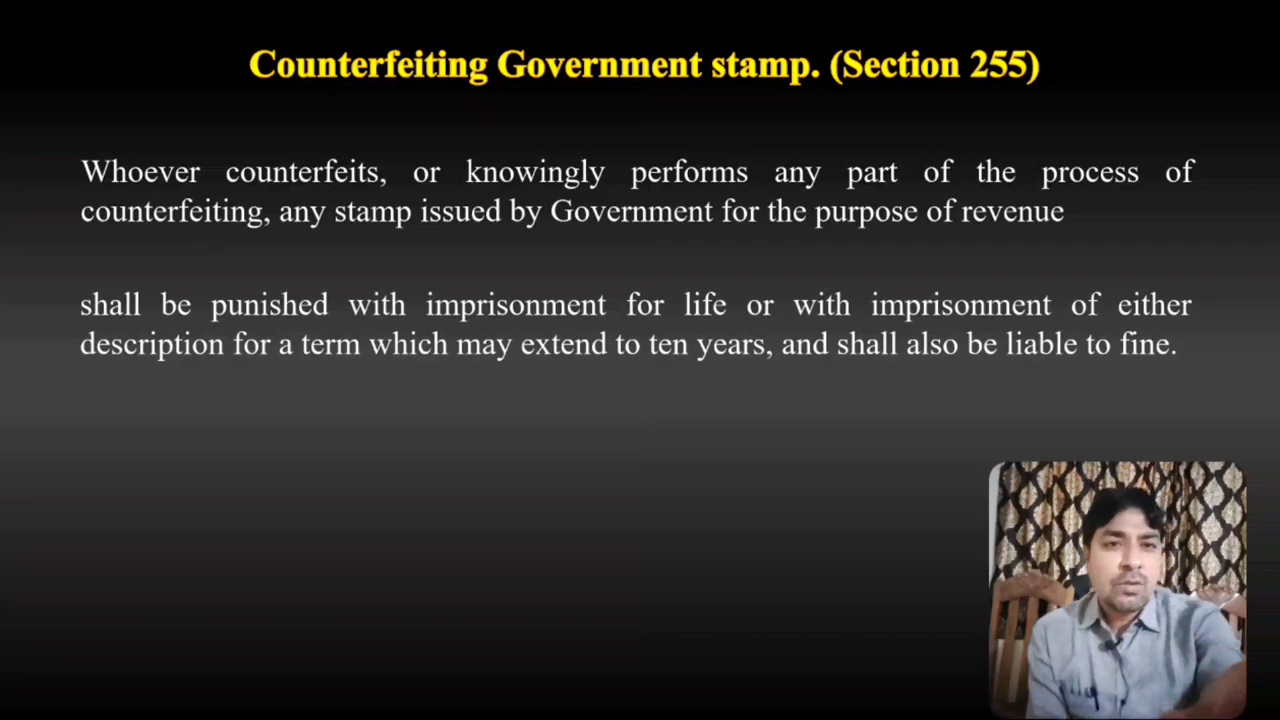 Counterfeiting Government stamp. (Section 255)
Whoever counterfeits, or knowingly performs any part of the process of
counterfeiting, any stamp issued by Government for the purpose of revenue
shall be punished with imprisonment for life or with imprisonment of either
description for a term which may extend to ten years, and shall also be liable to fine.